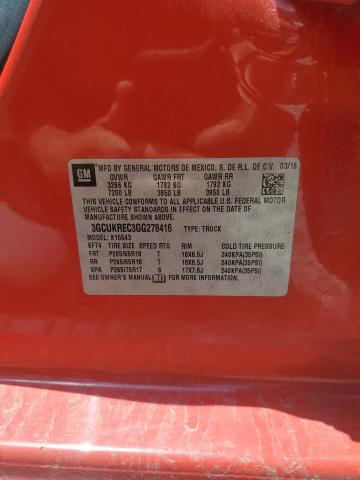 GM
MFD BY GENERAL MOTORS DE MEXICO, S. DE R.L. DE C.V. 03/16
GVWR GAWR FRT GAWR RR
3266 KG 1792 KG 1792 KG
7200 LB 3950 LB 3950 LB
THIS VEHICLE CONFORMS TO ALL APPLICABLE U.S. FEDERAL MOTOR VEHICLE SAFETY AND THEFT PREVENTION STANDARDS IN EFFECT ON THE DATE OF MANUFACTURE SHOWN ABOVE.
3GCUKREC3GG278416 TYPE: TRUCK
MODEL: K15543
KF74 TIRE SIZE SPEED RTG RIM COLD TIRE PRESSURE
FRT P265/65R18 T 18X8.5J 240KPA(35PSI)
RR P265/65R18 T 18X8.5J 240KPA(35PSI)
SPA P265/70R17 S 17X7.5J 240KPA(35PSI)
SEE OWNER'S MANUAL